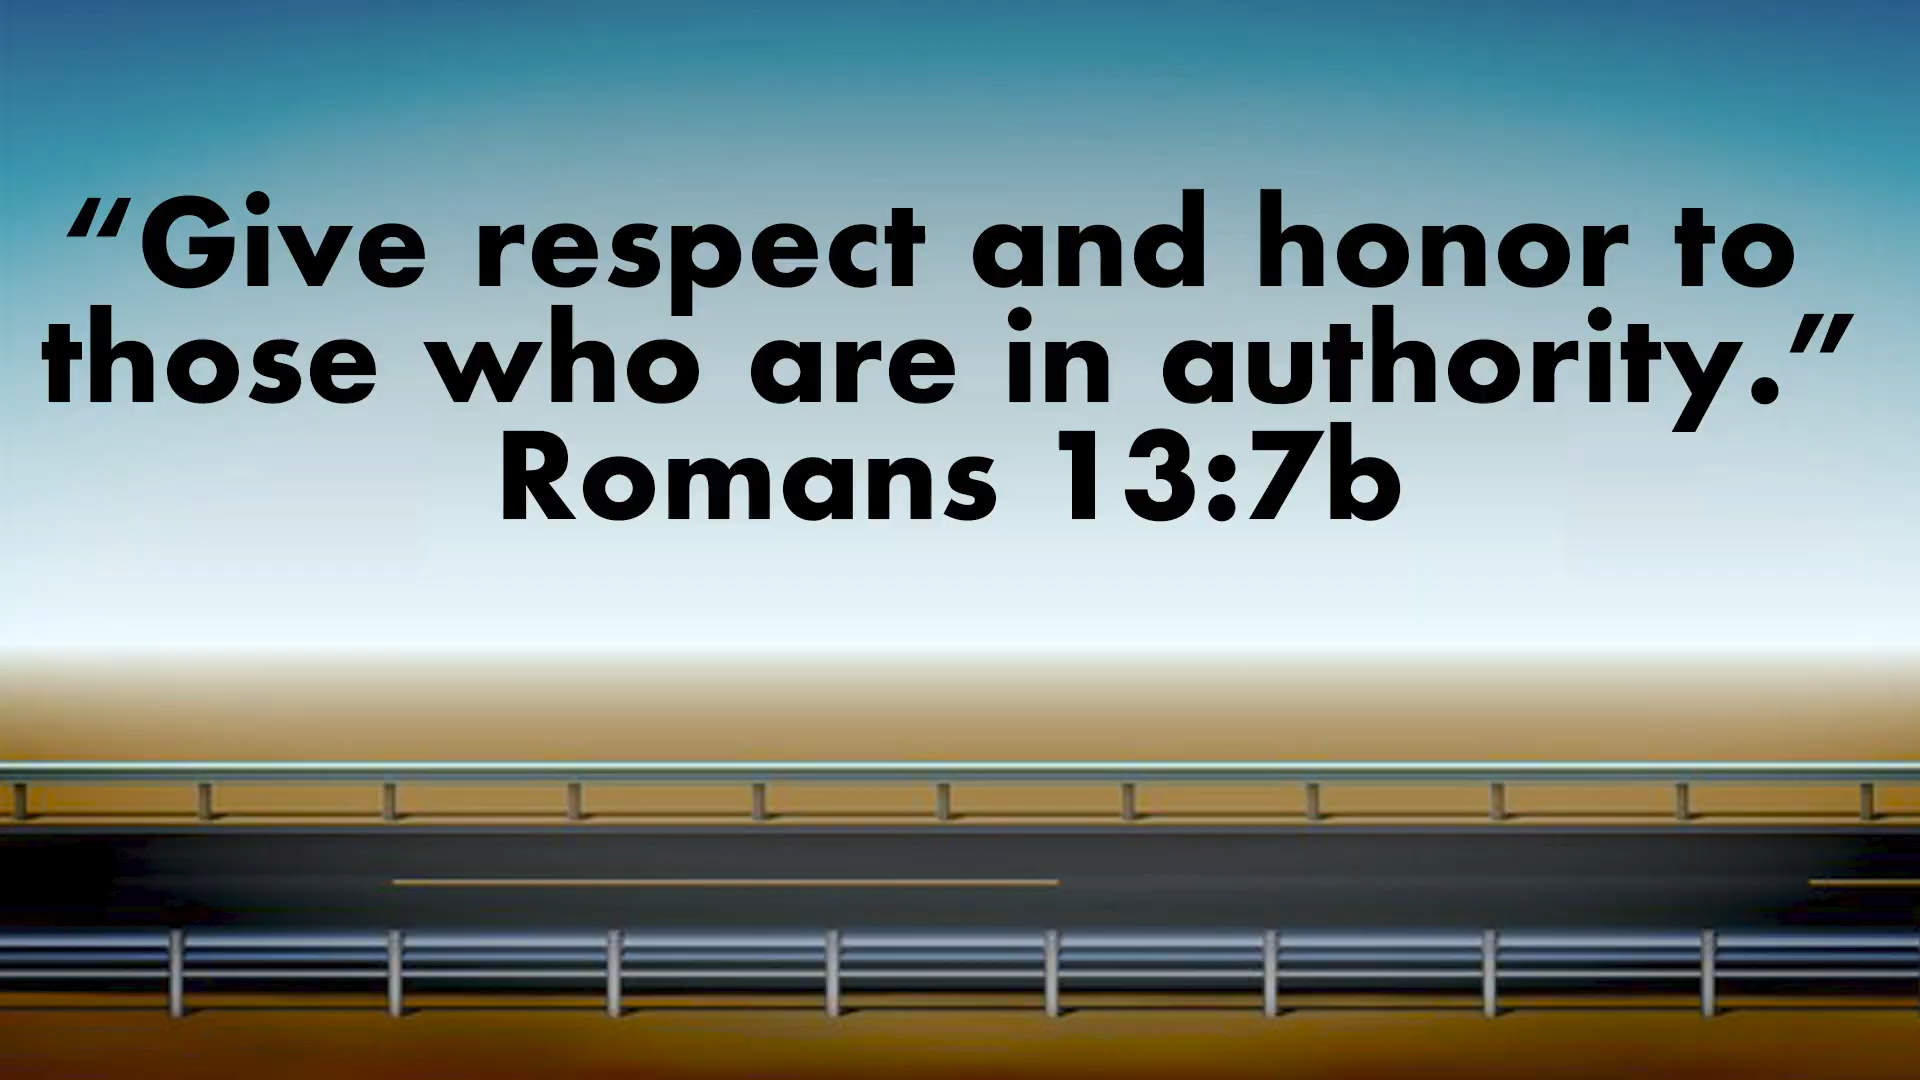 “Give respect and honor to
those who are in authority.”
Romans 13:7b